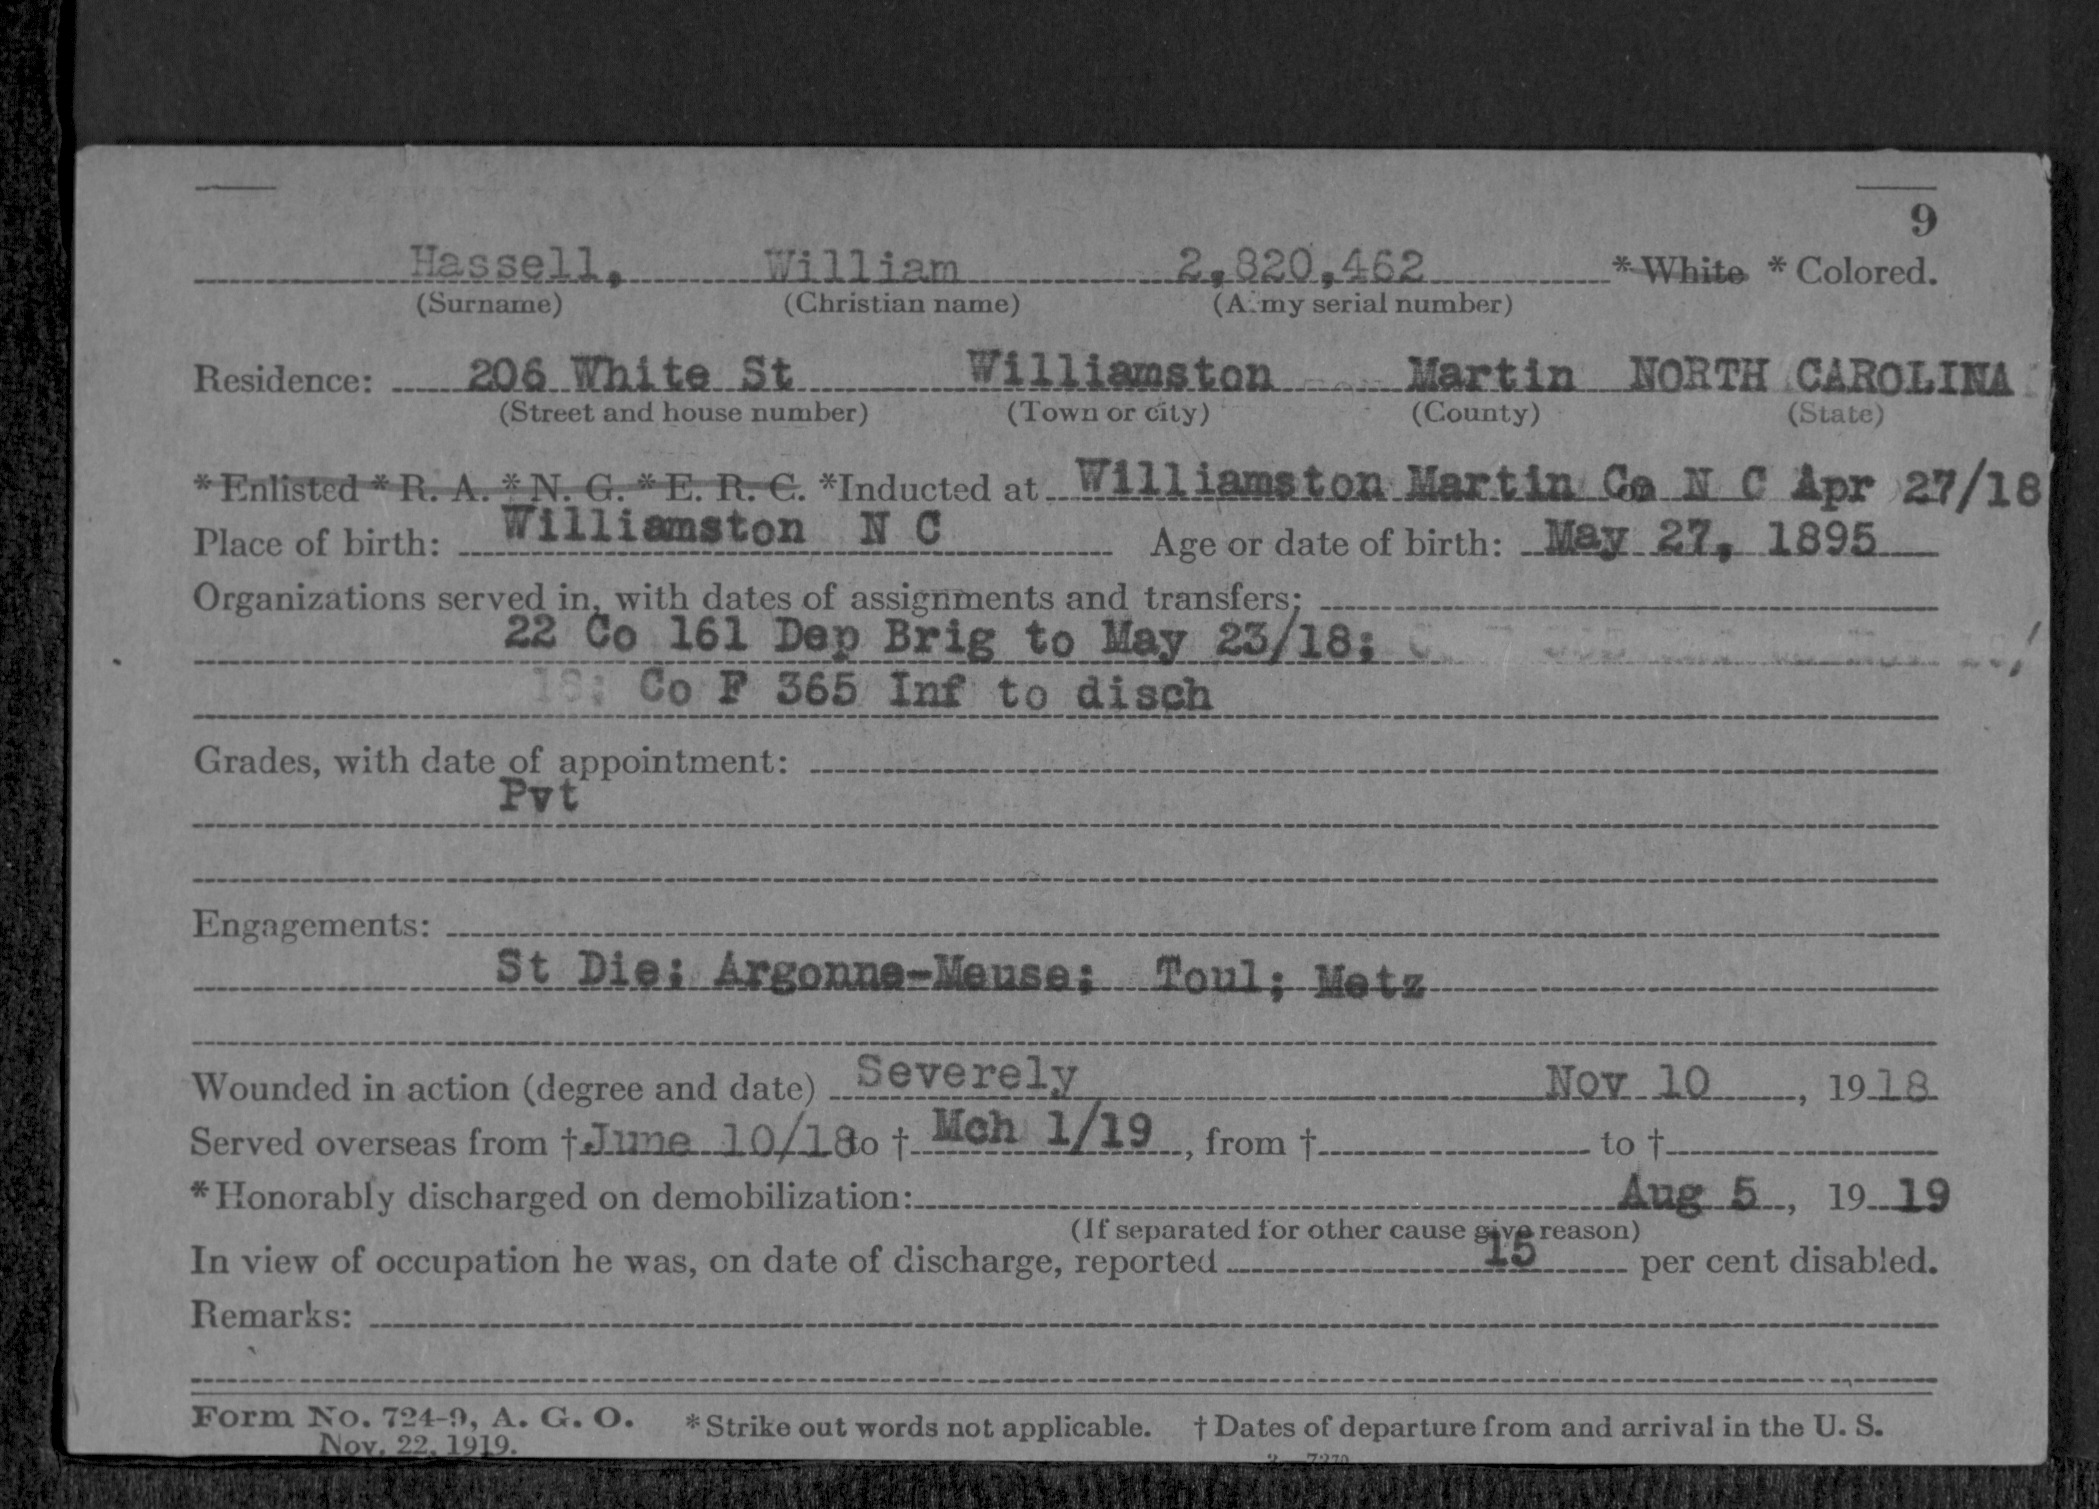 9
Hassell, William 2,820,462 *White *Colored.
(Surname) (Christian name) (Army serial number)
Residence: 206 White St Williamston Martin NORTH CAROLINA
(Street and house number) (Town or city) (County) (State)
*Enlisted *R. A. *N. G. *E. R. C. *Inducted at Williamston Martin Co N C Apr 27/18
Place of birth: Williamston N C Age or date of birth: May 27, 1895
Organizations served in, with dates of assignments and transfers:
22 Co 161 Dep Brig to May 23/18;
18; Co F 365 Inf to disch
Grades, with date of appointment:
Pvt
Engagements:
St Die; Argonne-Meuse; Toul; Metz
Wounded in action (degree and date) Severely Nov 10, 1918
Served overseas from † June 10/18 to † Mch 1/19, from † to †
*Honorably discharged on demobilization: Aug 5, 19 19
(If separated for other cause give reason)
In view of occupation he was, on date of discharge, reported 15 per cent disabled.
Remarks:
Form No. 724-9, A. G. O. *Strike out words not applicable. † Dates of departure from and arrival in the U. S.
Nov. 22, 1919.